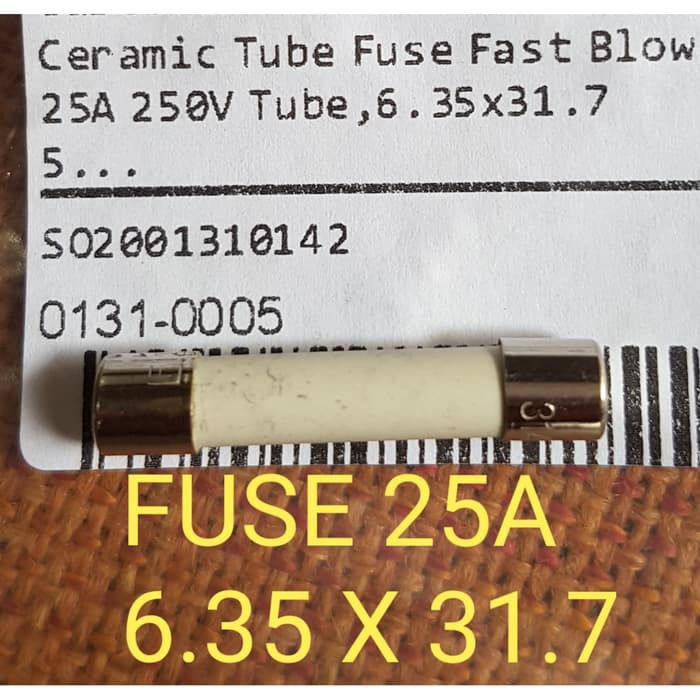 Ceramic Tube Fuse Fast Blow
25A 250V Tube,6.35x31.7
5...
SO2001310142
0131-0005
FUSE 25A
6.35 X 31.7